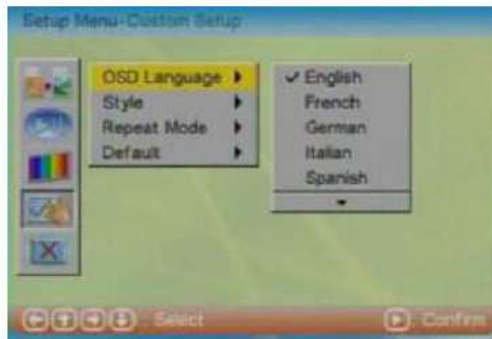 Setup Menu-Custom Setup
OSD Language
Style
Repeat Mode
Default
English
French
German
Italian
Spanish
: Select
: Confirm